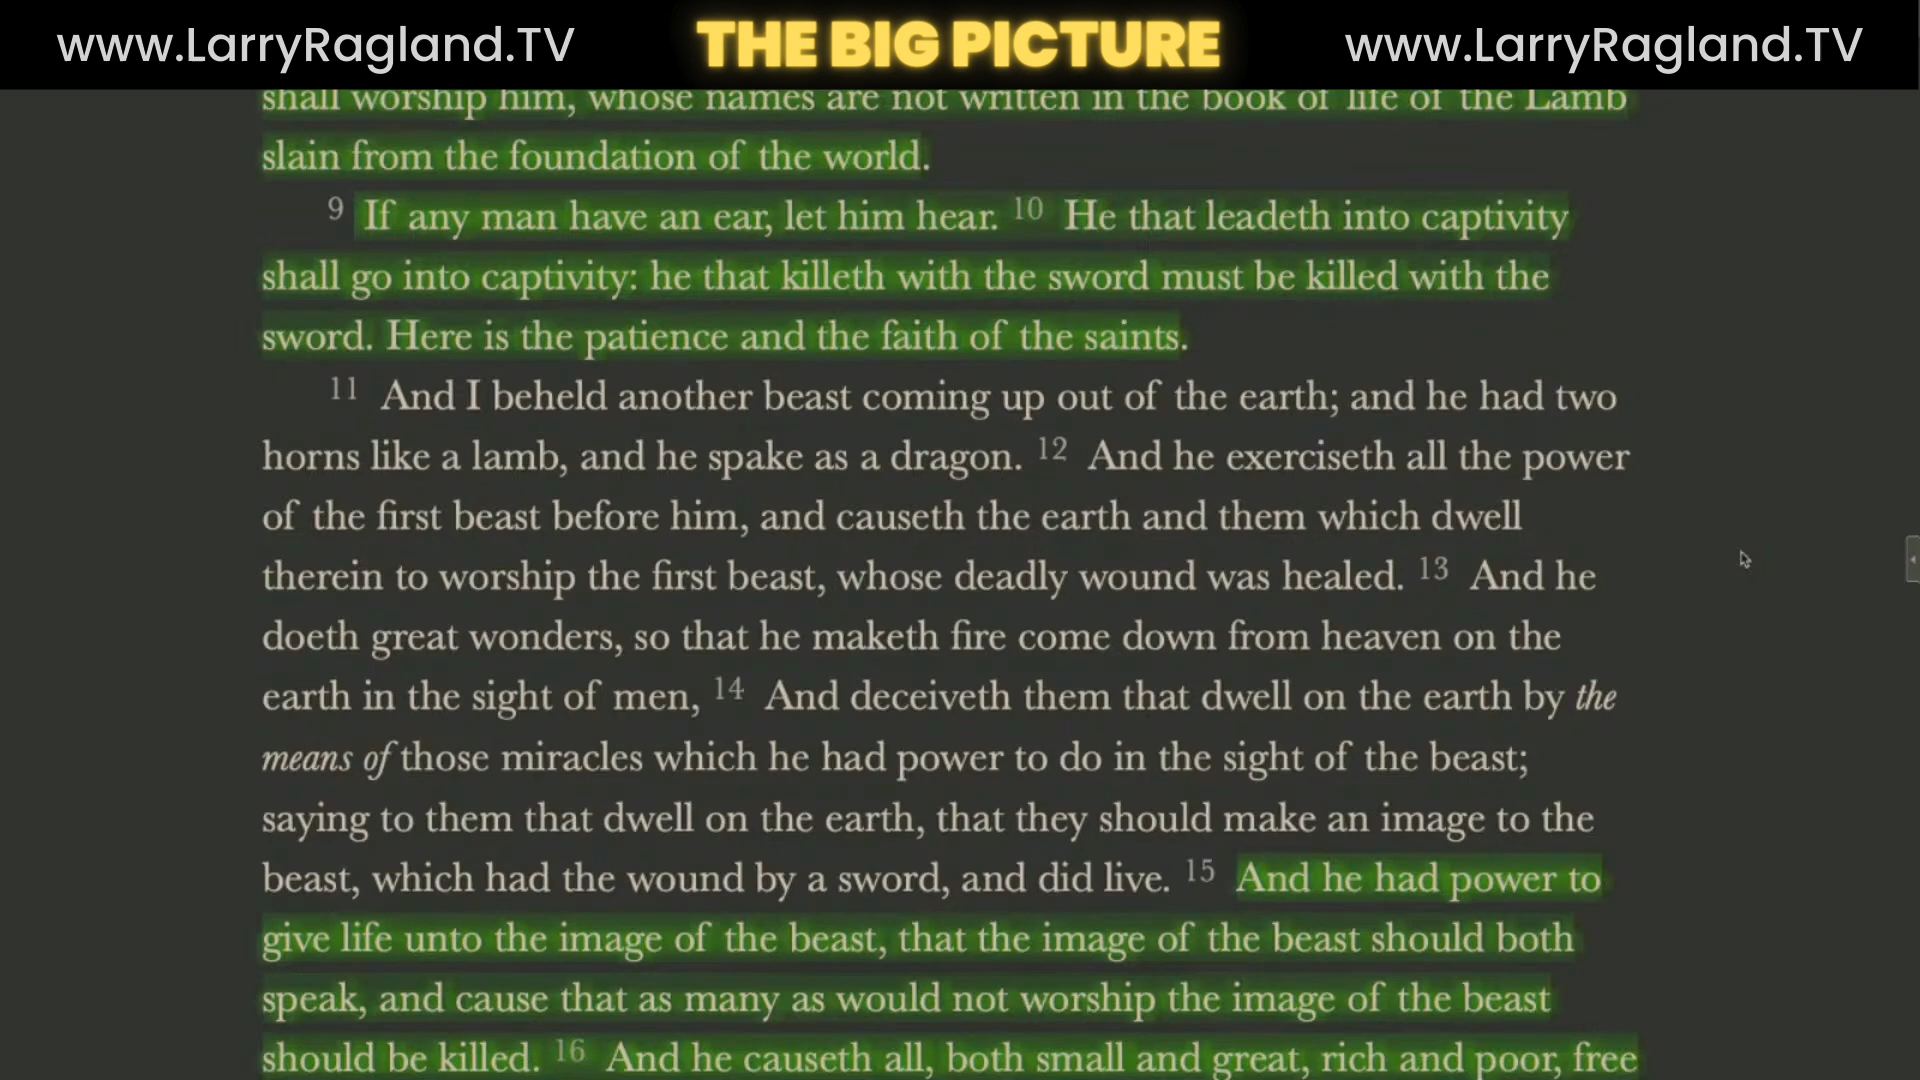 www.LarryRagland.TV THE BIG PICTURE www.LarryRagland.TV
shall worship him, whose names are not written in the book of life of the Lamb
slain from the foundation of the world.
9 If any man have an ear, let him hear. 10 He that leadeth into captivity
shall go into captivity: he that killeth with the sword must be killed with the
sword. Here is the patience and the faith of the saints.
11 And I beheld another beast coming up out of the earth; and he had two
horns like a lamb, and he spake as a dragon. 12 And he exerciseth all the power
of the first beast before him, and causeth the earth and them which dwell
therein to worship the first beast, whose deadly wound was healed. 13 And he
doeth great wonders, so that he maketh fire come down from heaven on the
earth in the sight of men, 14 And deceiveth them that dwell on the earth by the
means of those miracles which he had power to do in the sight of the beast;
saying to them that dwell on the earth, that they should make an image to the
beast, which had the wound by a sword, and did live. 15 And he had power to
give life unto the image of the beast, that the image of the beast should both
speak, and cause that as many as would not worship the image of the beast
should be killed. 16 And he causeth all, both small and great, rich and poor, free